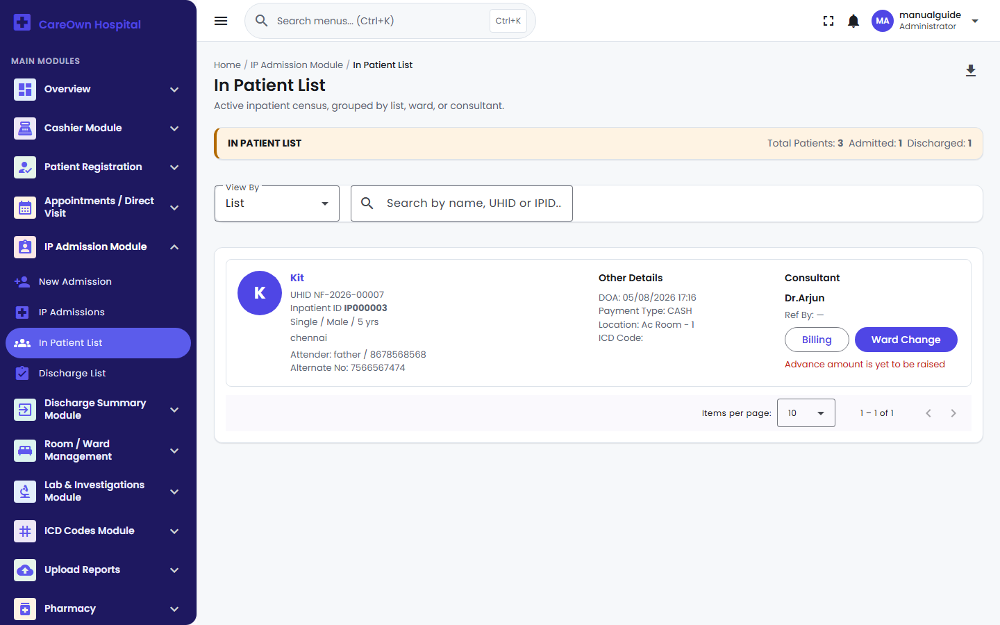 CareOwn Hospital
MAIN MODULES
Overview
Cashier Module
Patient Registration
Appointments / Direct
Visit
IP Admission Module
New Admission
IP Admissions
In Patient List
Discharge List
Discharge Summary
Module
Room / Ward
Management
Lab & Investigations
Module
ICD Codes Module
Upload Reports
Pharmacy
Search menus... (Ctrl+K)
Ctrl+K
MA
manualguide
Administrator
Home / IP Admission Module / In Patient List
In Patient List
Active inpatient census, grouped by list, ward, or consultant.
IN PATIENT LIST
Total Patients: 3 Admitted: 1 Discharged: 1
View By
List
Search by name, UHID or IPID..
K
Kit
UHID NF-2026-00007
Inpatient ID IP000003
Single / Male / 5 yrs
chennai
Attender: father / 8678568568
Alternate No: 7566567474
Other Details
DOA: 05/08/2026 17:16
Payment Type: CASH
Location: Ac Room - 1
ICD Code:
Consultant
Dr.Arjun
Ref By: —
Billing
Ward Change
Advance amount is yet to be raised
Items per page:
10
1 – 1 of 1